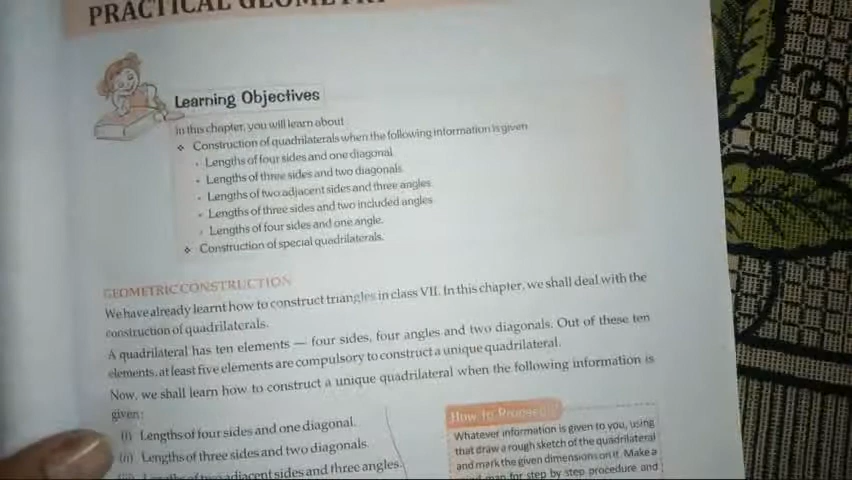 PRACTICAL GEOMETRY
Learning Objectives
In this chapter, you will learn about
❖ Construction of quadrilaterals when the following information is given
• Lengths of four sides and one diagonal.
• Lengths of three sides and two diagonals.
• Lengths of two adjacent sides and three angles.
• Lengths of three sides and two included angles.
• Lengths of four sides and one angle.
❖ Construction of special quadrilaterals.
GEOMETRIC CONSTRUCTION
We have already learnt how to construct triangles in class VII. In this chapter, we shall deal with the
construction of quadrilaterals.
A quadrilateral has ten elements — four sides, four angles and two diagonals. Out of these ten
elements, at least five elements are compulsory to construct a unique quadrilateral.
Now, we shall learn how to construct a unique quadrilateral when the following information is
given:
(i) Lengths of four sides and one diagonal.
(ii) Lengths of three sides and two diagonals.
Lengths of two adjacent sides and three angles.
How to Proceed?
Whatever information is given to you, using
that draw a rough sketch of the quadrilateral
and mark the given dimensions on it. Make a
map for step by step procedure and